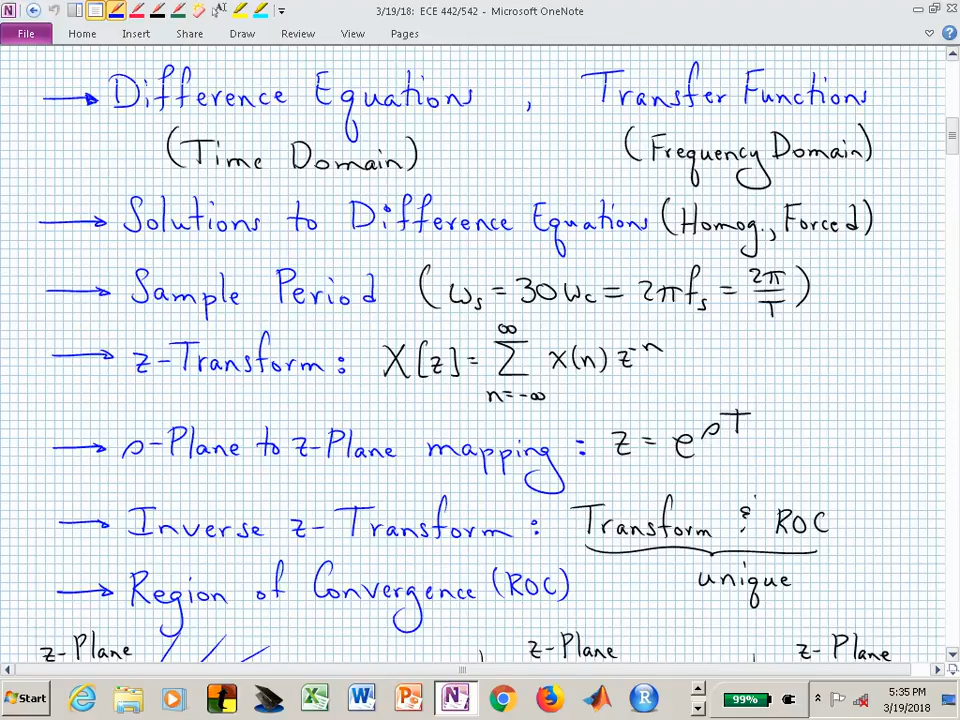 3/19/18: ECE 442/542 - Microsoft OneNote
File Home Insert Share Draw Review View Pages
→ Difference Equations , Transfer Functions
(Time Domain) (Frequency Domain)
→ Solutions to Difference Equations (Homog., Forced)
→ Sample Period (ωs = 30ωc = 2πfs = 2π/T)
→ z-Transform: X[z] = ∑_{n=-∞}^{∞} x(n) z^{-n}
→ s-Plane to z-Plane mapping: z = e^{sT}
→ Inverse z-Transform: Transform & ROC
unique
→ Region of Convergence (ROC)
z-Plane z-Plane z-Plane
Start 99% 5:35 PM
3/19/2018